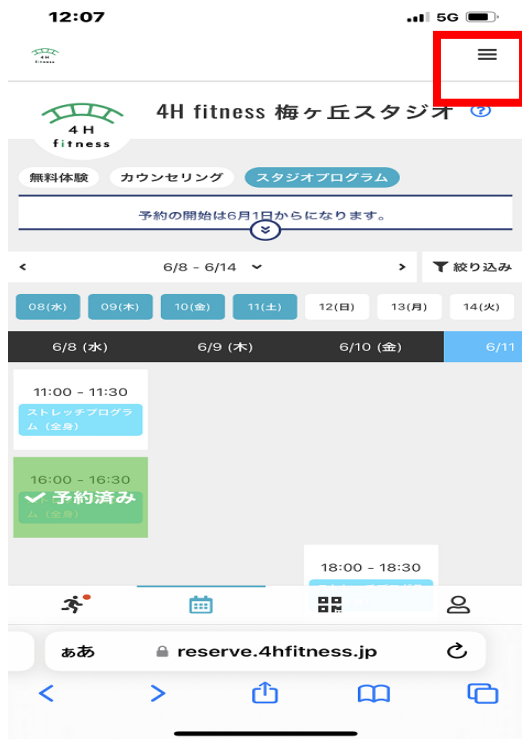 12:07
5G
4H
fitness
4H fitness 梅ヶ丘スタジオ ?
4H
fitness
無料体験 カウンセリング スタジオプログラム
予約の開始は6月1日からになります。
6/8 - 6/14
絞り込み
08(水) 09(木) 10(金) 11(土) 12(日) 13(月) 14(火)
6/8 (水) 6/9 (木) 6/10 (金) 6/11
11:00 - 11:30
ストレッチプログラ
ム（全身）
16:00 - 16:30
予約済み
ム（全身）
18:00 - 18:30
ああ
reserve.4hfitness.jp